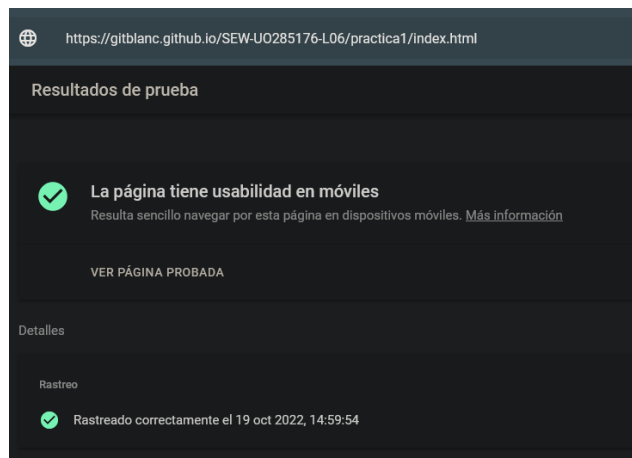 https://gitblanc.github.io/SEW-UO285176-L06/practica1/index.html
Resultados de prueba
La página tiene usabilidad en móviles
Resulta sencillo navegar por esta página en dispositivos móviles. Más información
VER PÁGINA PROBADA
Detalles
Rastreo
Rastreado correctamente el 19 oct 2022, 14:59:54